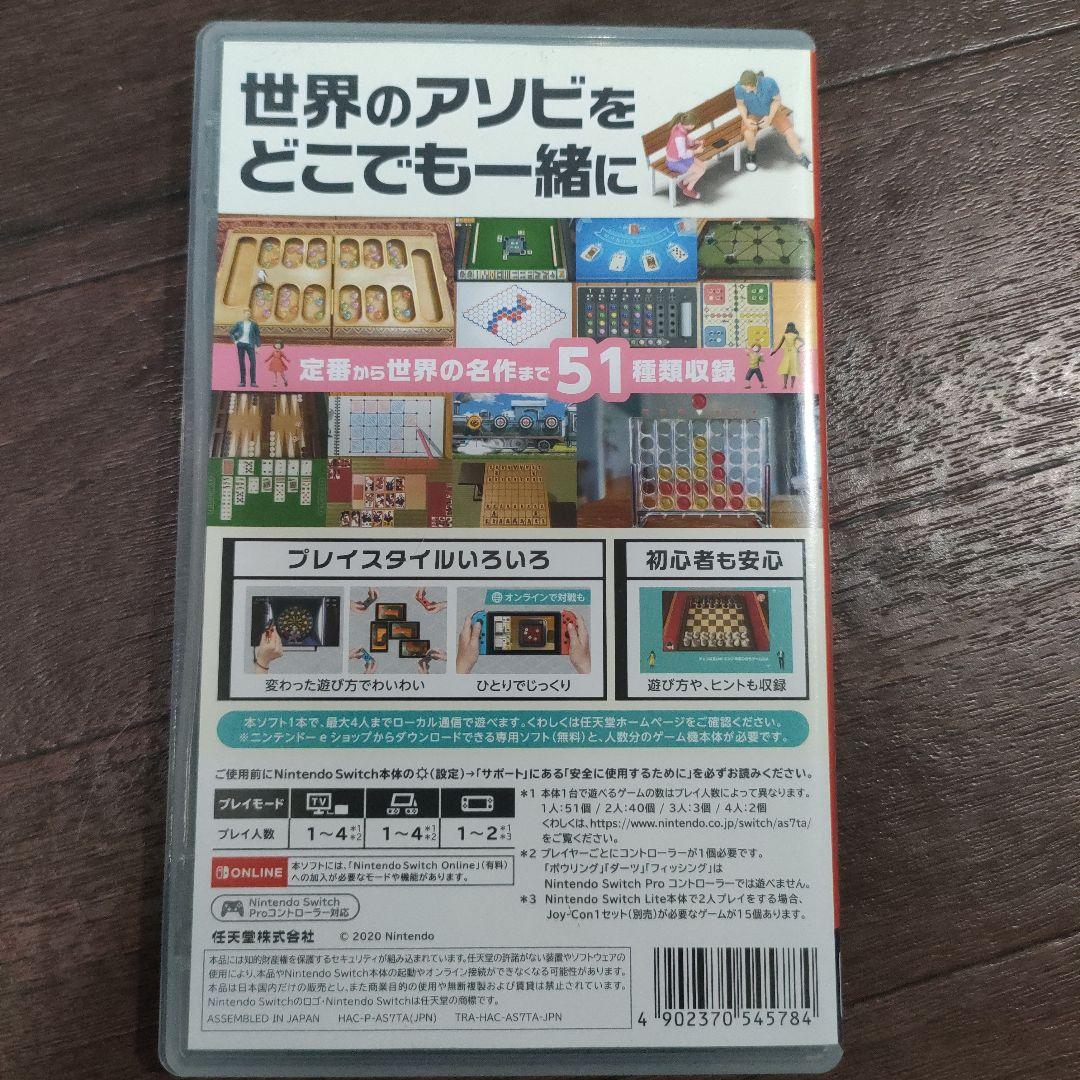 世界のアソビを
どこでも一緒に
定番から世界の名作まで51種類収録
プレイスタイルいろいろ
初心者も安心
オンラインで対戦も
変わった遊び方でわいわい
ひとりでじっくり
遊び方や、ヒントも収録
本ソフト1本で、最大4人までローカル通信で遊べます。くわしくは任天堂ホームページをご確認ください。
※ニンテンドーeショップからダウンロードできる専用ソフト(無料)と、人数分のゲーム機本体が必要です。
ご使用前にNintendo Switch本体の(設定)→「サポート」にある「安全に使用するために」を必ずお読みください。
プレイモード TV
プレイ人数 1〜4*1*2 1〜4*1*2 1〜2*1*3
*1 本体1台で遊べるゲームの数はプレイ人数によって異なります。
1人:51個 / 2人:40個 / 3人:3個 / 4人:2個
くわしくは、https://www.nintendo.co.jp/switch/as7ta/
をご覧ください。
*2 プレイヤーごとにコントローラーが1個必要です。
「ボウリング」「ダーツ」「フィッシング」は
Nintendo Switch Pro コントローラーでは遊べません。
*3 Nintendo Switch Lite本体で2人プレイをする場合、
Joy-Con1セット(別売)が必要なゲームが15個あります。
ONLINE
本ソフトには、「Nintendo Switch Online」(有料)
への加入が必要なモードや機能があります。
Nintendo Switch
Proコントローラー対応
任天堂株式会社 © 2020 Nintendo
本品には知的財産権を保護するセキュリティが組み込まれています。任天堂の許諾がない装置やソフトウェアの
使用により、本品やNintendo Switch本体の起動やオンライン接続ができなくなる可能性があります。
本品は日本国内だけの販売とし、また商業目的の使用や無断複製および賃貸は禁止されています。
Nintendo Switchのロゴ・Nintendo Switchは任天堂の商標です。
ASSEMBLED IN JAPAN HAC-P-AS7TA(JPN) TRA-HAC-AS7TA-JPN
4 902370 545784